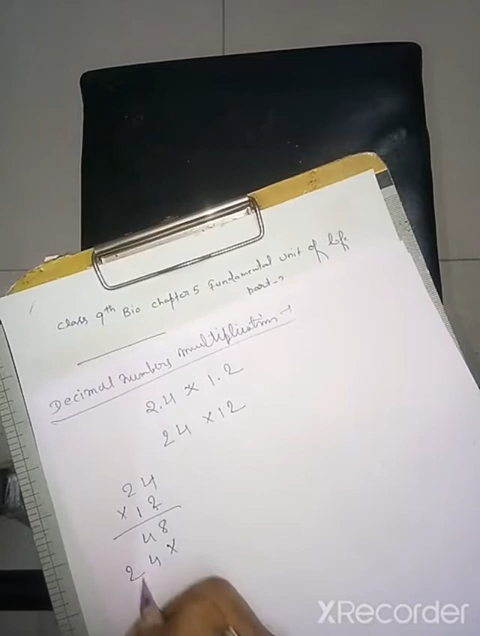 Class 9th Bio chapter 5 Fundamental Unit of life
part-2
Decimal numbers multiplication
2.4 × 1.2
24 × 12
24
× 12
48
24 ×
XRecorder